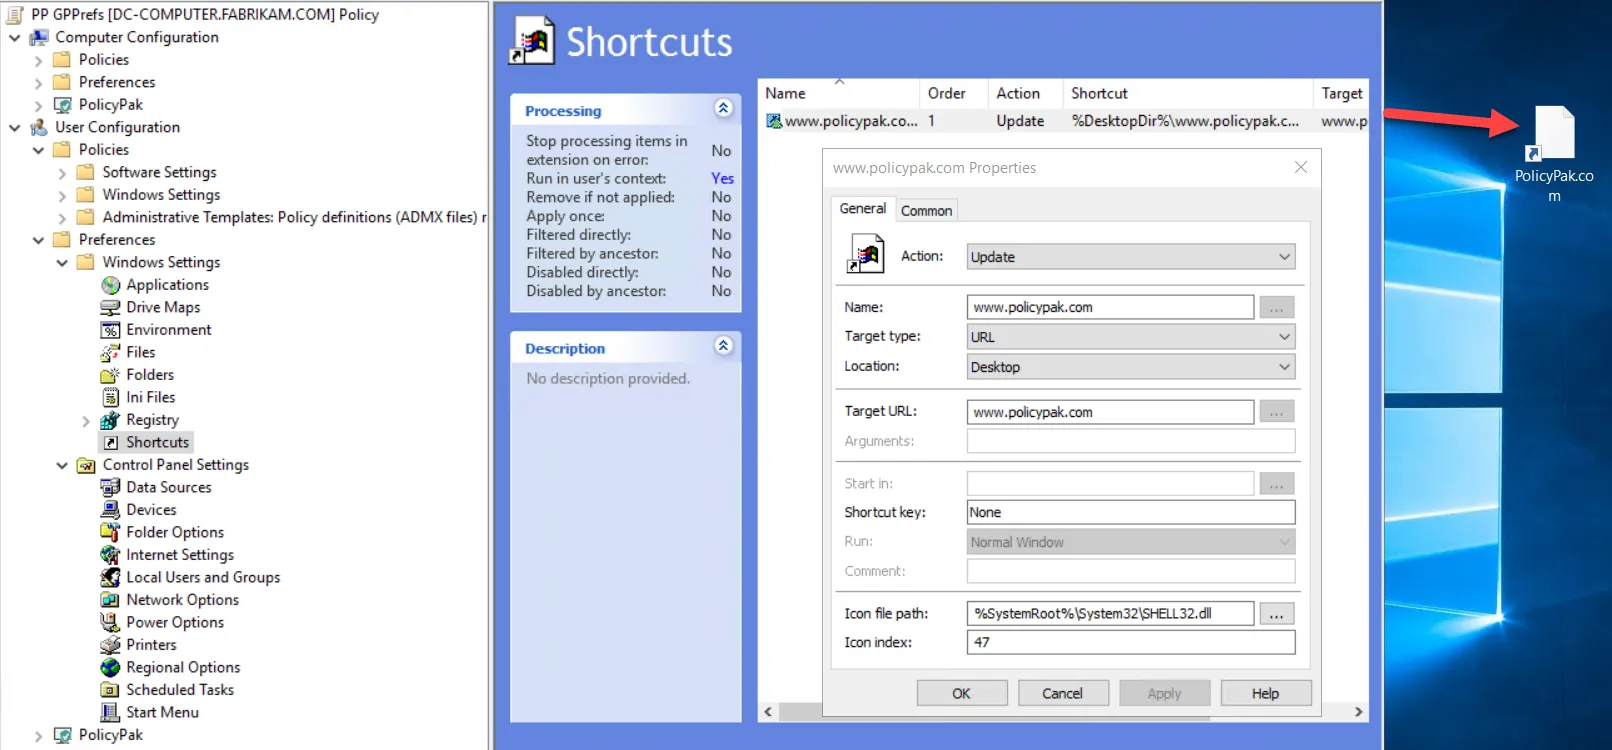 PP GPPrefs [DC-COMPUTER.FABRIKAM.COM] Policy
Computer Configuration
Policies
Preferences
PolicyPak
User Configuration
Policies
Software Settings
Windows Settings
Administrative Templates: Policy definitions (ADMX files) r
Preferences
Windows Settings
Applications
Drive Maps
Environment
Files
Folders
Ini Files
Registry
Shortcuts
Control Panel Settings
Data Sources
Devices
Folder Options
Internet Settings
Local Users and Groups
Network Options
Power Options
Printers
Regional Options
Scheduled Tasks
Start Menu
PolicyPak
Shortcuts
Processing
Stop processing items in
extension on error: No
Run in user's context: Yes
Remove if not applied: No
Apply once: No
Filtered directly: No
Filtered by ancestor: No
Disabled directly: No
Disabled by ancestor: No
Description
No description provided.
Name Order Action Shortcut Target
www.policypak.co... 1 Update %DesktopDir%\www.policypak.c... www.p
www.policypak.com Properties
General Common
Action: Update
Name: www.policypak.com ...
Target type: URL
Location: Desktop
Target URL: www.policypak.com ...
Arguments:
Start in: ...
Shortcut key: None
Run: Normal Window
Comment:
Icon file path: %SystemRoot%\System32\SHELL32.dll ...
Icon index: 47
OK Cancel Apply Help
PolicyPak.co
m